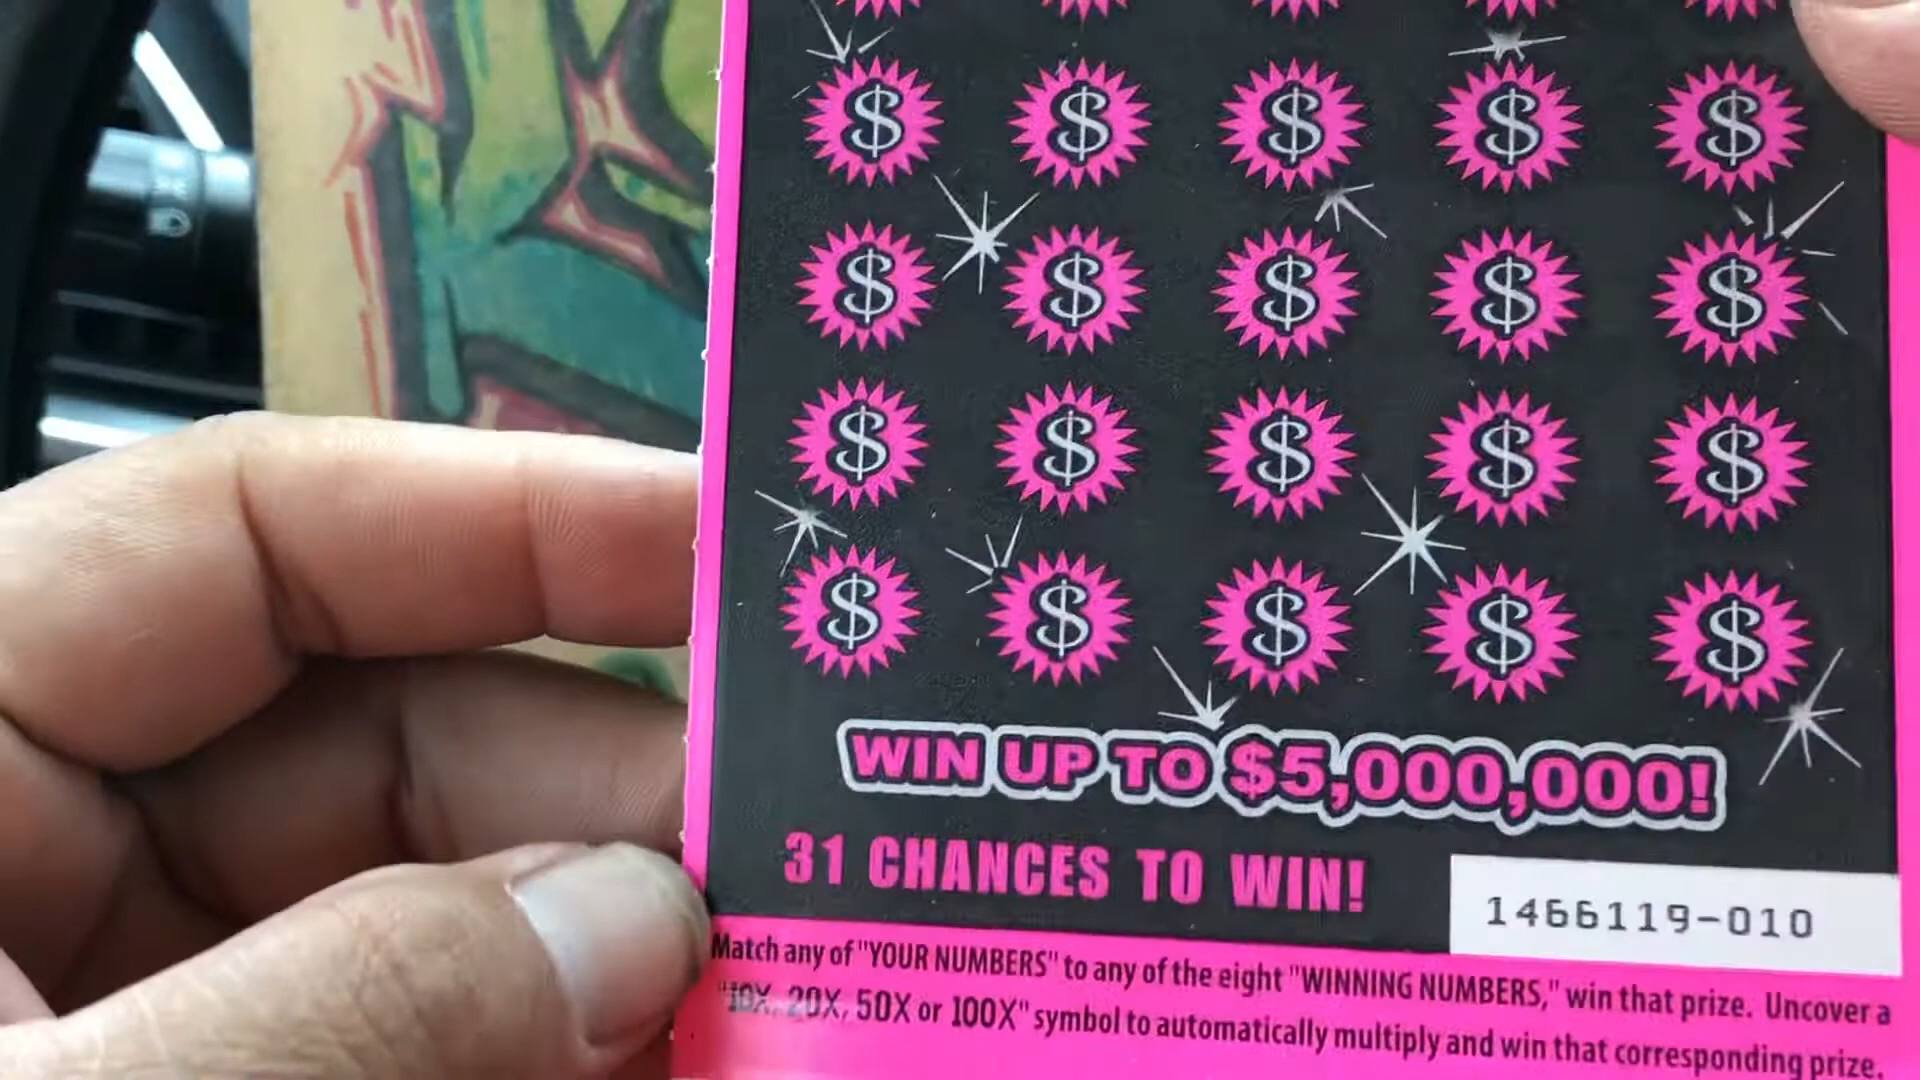 $ $ $ $ $
$ $ $ $ $
$ $ $ $ $
$ $ $ $ $
WIN UP TO $5,000,000!
31 CHANCES TO WIN!
1466119-010
Match any of "YOUR NUMBERS" to any of the eight "WINNING NUMBERS," win that prize. Uncover a
"10X, 20X, 50X or 100X" symbol to automatically multiply and win that corresponding prize.